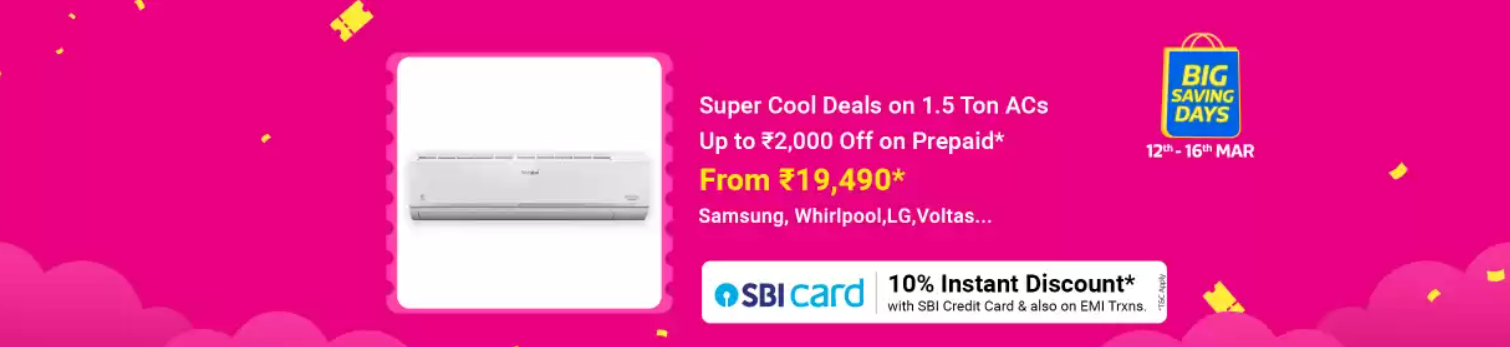 Super Cool Deals on 1.5 Ton ACs
Up to ₹2,000 Off on Prepaid*
From ₹19,490*
Samsung, Whirlpool,LG,Voltas...
SBI card
10% Instant Discount*
with SBI Credit Card & also on EMI Trxns.
*T&C Apply
BIG
SAVING
DAYS
12th - 16th MAR